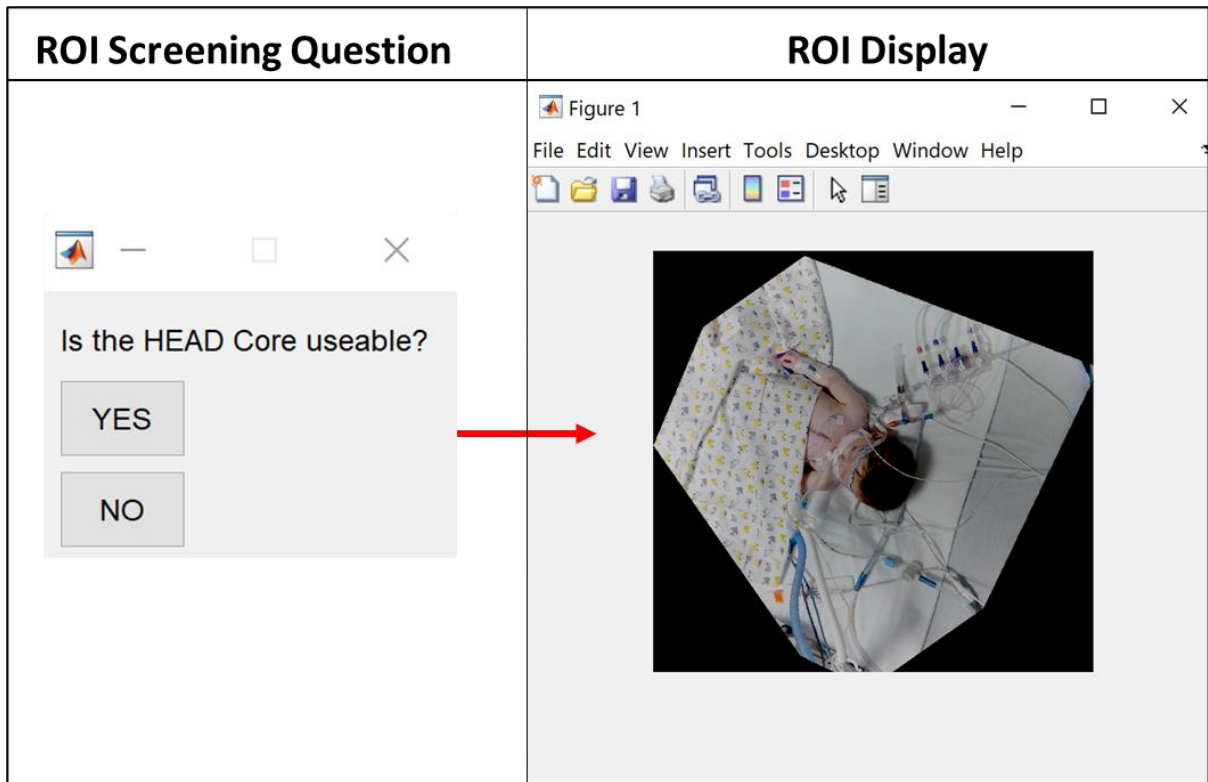 ROI Screening Question
ROI Display
Is the HEAD Core useable?
YES
NO
Figure 1
File Edit View Insert Tools Desktop Window Help